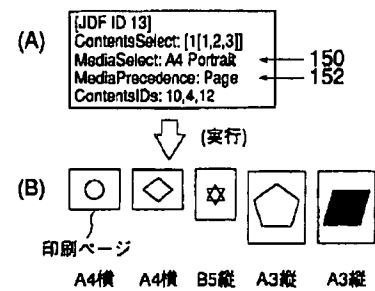 (A)
[JDF ID 13]
ContentsSelect: [1[1,2,3]]
MediaSelect: A4 Portrait
150
MediaPrecedence: Page
152
ContentsIDs: 10,4,12
(実行)
(B)
印刷ページ
A4横 A4横 B5縦 A3縦 A3縦